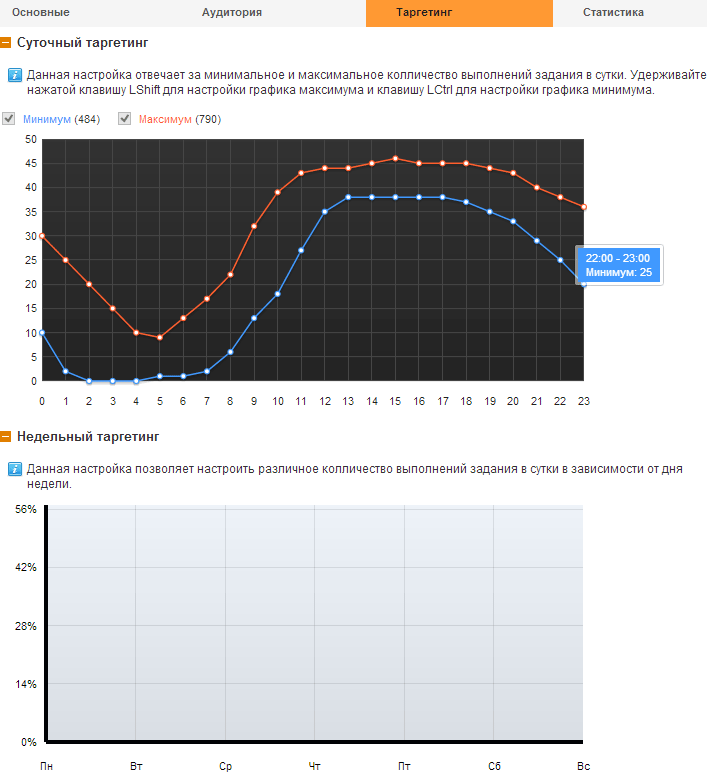 Основные Аудитория Таргетинг Статистика
Суточный таргетинг
Данная настройка отвечает за минимальное и максимальное колличество выполнений задания в сутки. Удерживайте
нажатой клавишу LShift для настройки графика максимума и клавишу LCtrl для настройки графика минимума.
Минимум (484) Максимум (790)
50
45
40
35
30
25
20
15
10
5
0
22:00 - 23:00
Минимум: 25
0 1 2 3 4 5 6 7 8 9 10 11 12 13 14 15 16 17 18 19 20 21 22 23
Недельный таргетинг
Данная настройка позволяет настроить различное колличество выполнений задания в сутки в зависимости от дня
недели.
56%
42%
28%
14%
0%
Пн Вт Ср Чт Пт Сб Вс